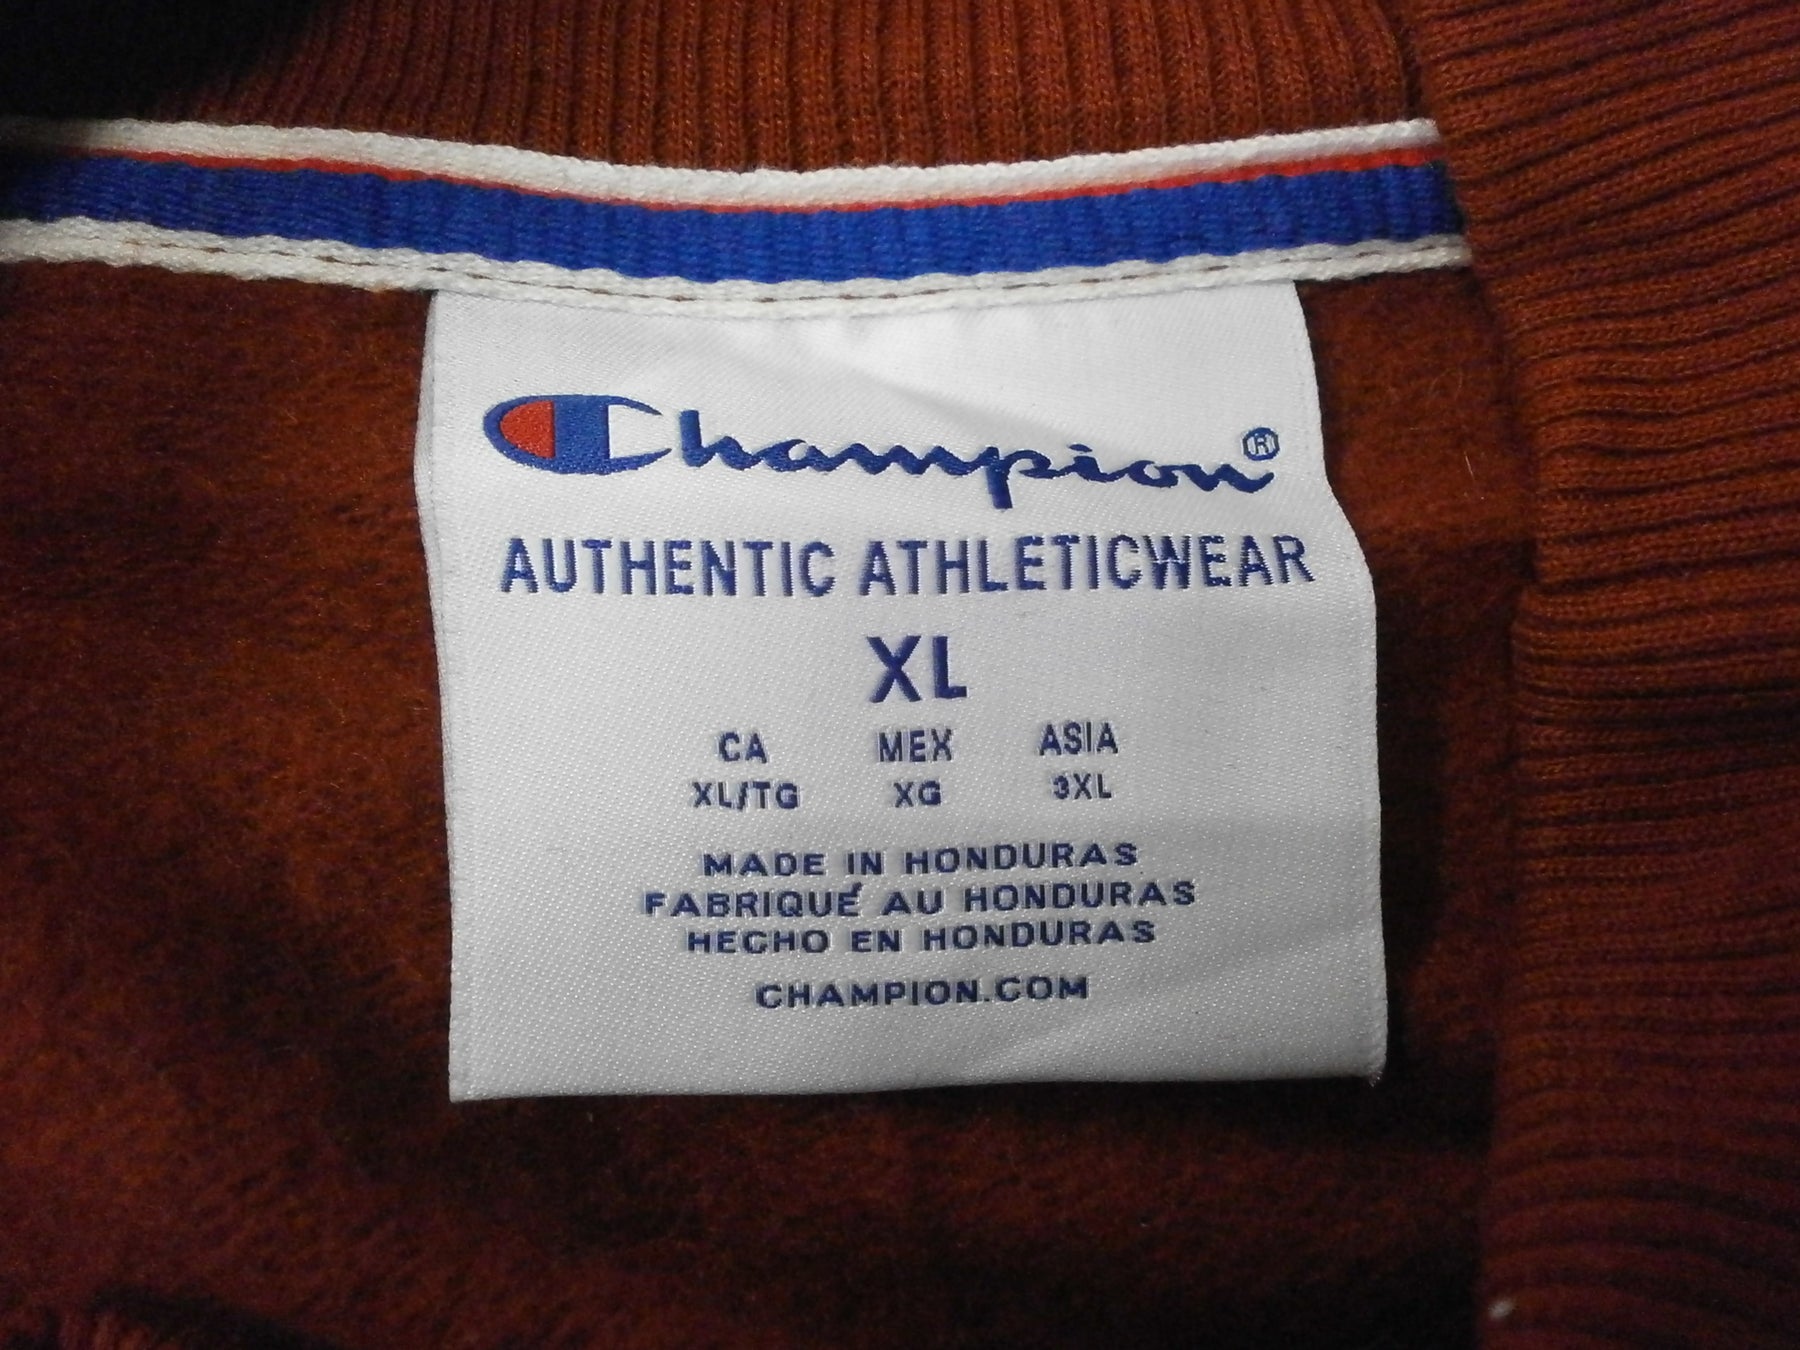 Champion®
AUTHENTIC ATHLETICWEAR
XL
CA MEX ASIA
XL/TG XG 3XL
MADE IN HONDURAS
FABRIQUÉ AU HONDURAS
HECHO EN HONDURAS
CHAMPION.COM